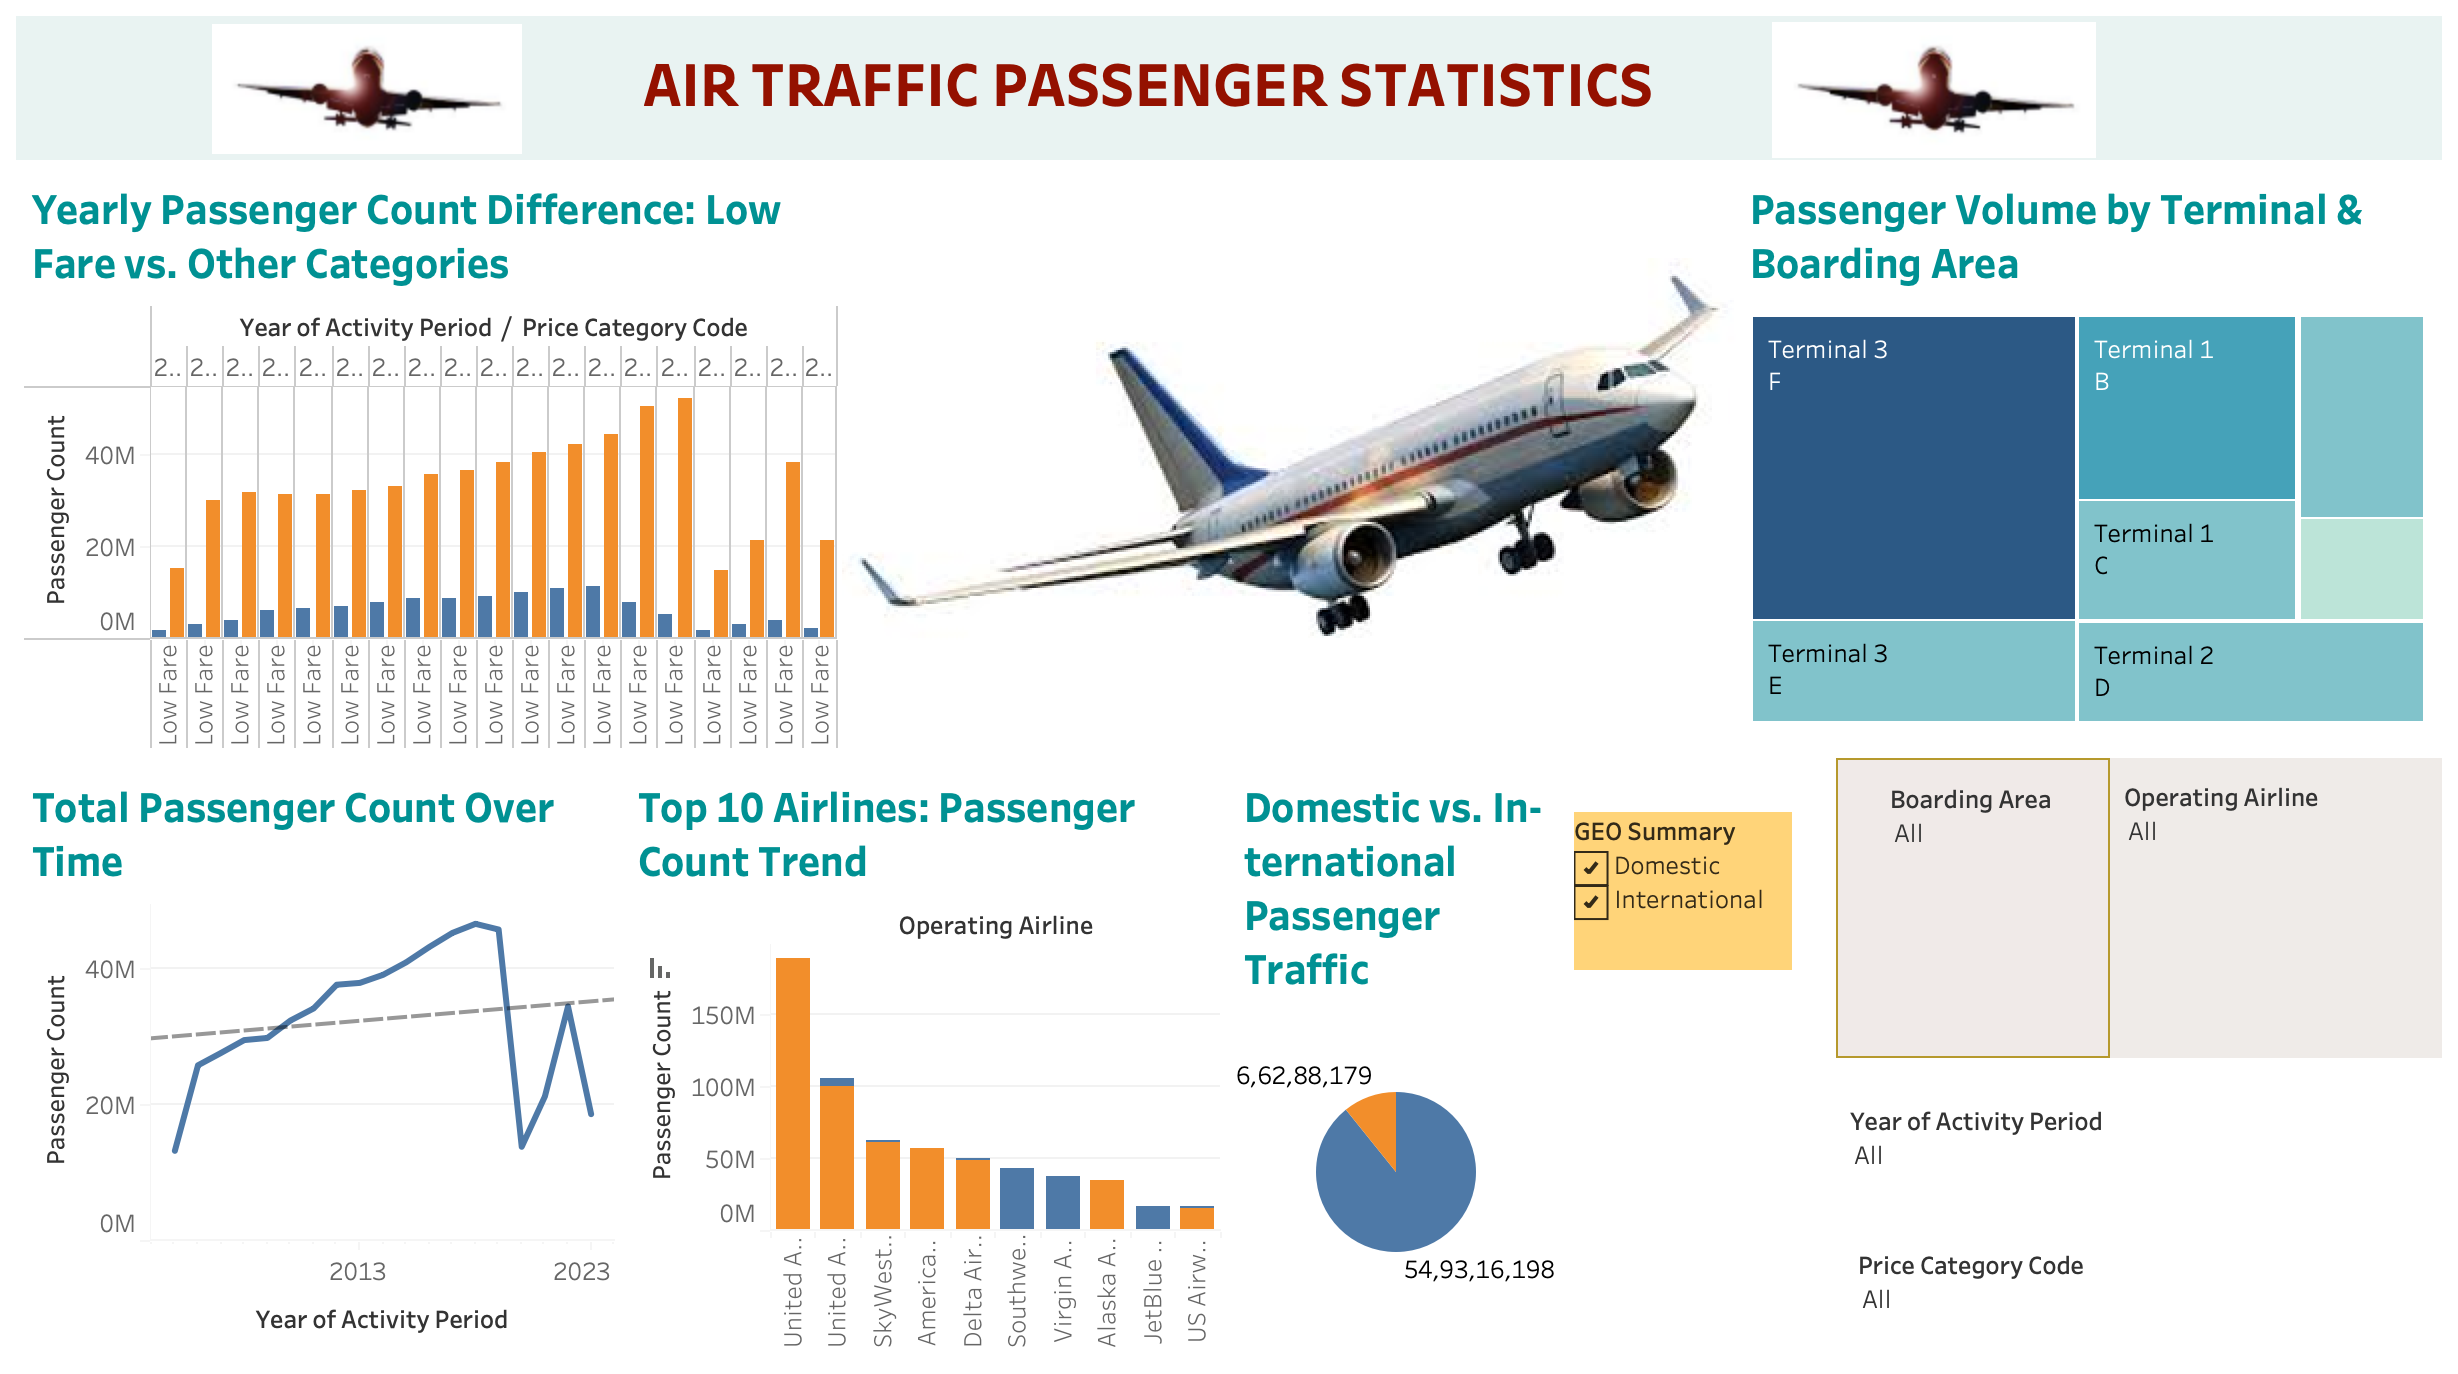 AIR TRAFFIC PASSENGER STATISTICS
Yearly Passenger Count Difference: Low
Fare vs. Other Categories
Year of Activity Period / Price Category Code
2.. 2.. 2.. 2.. 2.. 2.. 2.. 2.. 2.. 2.. 2.. 2.. 2.. 2.. 2.. 2.. 2.. 2.. 2..
Passenger Count
40M
20M
0M
Low Fare Low Fare Low Fare Low Fare Low Fare Low Fare Low Fare Low Fare Low Fare Low Fare Low Fare Low Fare Low Fare Low Fare Low Fare Low Fare Low Fare Low Fare Low Fare
Passenger Volume by Terminal &
Boarding Area
Terminal 3
F
Terminal 1
B
Terminal 1
C
Terminal 3
E
Terminal 2
D
Total Passenger Count Over
Time
Passenger Count
40M
20M
0M
2013 2023
Year of Activity Period
Top 10 Airlines: Passenger
Count Trend
Operating Airline
Passenger Count
150M
100M
50M
0M
United A..
United A..
SkyWest..
America..
Delta Air..
Southwe..
Virgin A..
Alaska A..
JetBlue ..
US Airw..
Domestic vs. In-
ternational
Passenger
Traffic
6,62,88,179
54,93,16,198
GEO Summary
Domestic
International
Boarding Area
All
Operating Airline
All
Year of Activity Period
All
Price Category Code
All